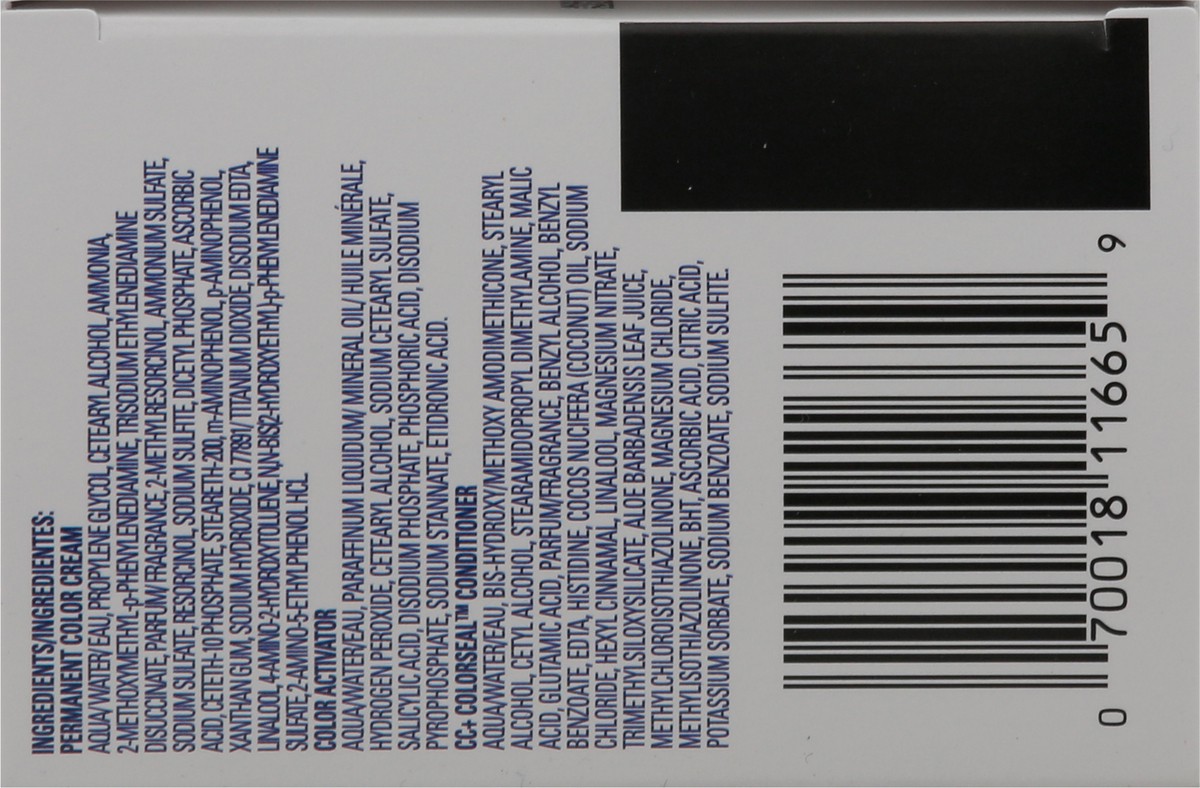 INGREDIENTS/INGREDIENTES:
PERMANENT COLOR CREAM
AQUA/WATER/EAU, PROPYLENE GLYCOL, CETEARYL ALCOHOL, AMMONIA,
2-METHOXYMETHYL-p-PHENYLENEDIAMINE, TRISODIUM ETHYLENEDIAMINE
DISUCCINATE, PARFUM/FRAGRANCE, 2-METHYLRESORCINOL, AMMONIUM SULFATE,
SODIUM SULFATE, RESORCINOL, SODIUM SULFITE, DICETYL PHOSPHATE, ASCORBIC
ACID, CETETH-10 PHOSPHATE, STEARETH-200, m-AMINOPHENOL, p-AMINOPHENOL,
XANTHAN GUM, SODIUM HYDROXIDE, CI 77891/ TITANIUM DIOXIDE, DISODIUM EDTA,
LINALOOL, 4-AMINO-2-HYDROXYTOLUENE, N,N-BIS(2-HYDROXYETHYL)-p-PHENYLENEDIAMINE
SULFATE, 2-AMINO-5-ETHYLPHENOL HCL.
COLOR ACTIVATOR
AQUA/WATER/EAU, PARAFFINUM LIQUIDUM/ MINERAL OIL/ HUILE MINÉRALE,
HYDROGEN PEROXIDE, CETEARYL ALCOHOL, SODIUM CETEARYL SULFATE,
SALICYLIC ACID, DISODIUM PHOSPHATE, PHOSPHORIC ACID, DISODIUM
PYROPHOSPHATE, SODIUM STANNATE, ETIDRONIC ACID.
CC+ COLORSEAL™ CONDITIONER
AQUA/WATER/EAU, BIS-HYDROXY/METHOXY AMODIMETHICONE, STEARYL
ALCOHOL, CETYL ALCOHOL, STEARAMIDOPROPYL DIMETHYLAMINE, MALIC
ACID, GLUTAMIC ACID, PARFUM/FRAGRANCE, BENZYL ALCOHOL, BENZYL
BENZOATE, EDTA, HISTIDINE, COCOS NUCIFERA (COCONUT) OIL, SODIUM
CHLORIDE, HEXYL CINNAMAL, LINALOOL, MAGNESIUM NITRATE,
TRIMETHYLSILOXYSILICATE, ALOE BARBADENSIS LEAF JUICE,
METHYLCHLOROISOTHIAZOLINONE, MAGNESIUM CHLORIDE,
METHYLISOTHIAZOLINONE, BHT, ASCORBIC ACID, CITRIC ACID,
POTASSIUM SORBATE, SODIUM BENZOATE, SODIUM SULFITE.
0 70018 11665 9